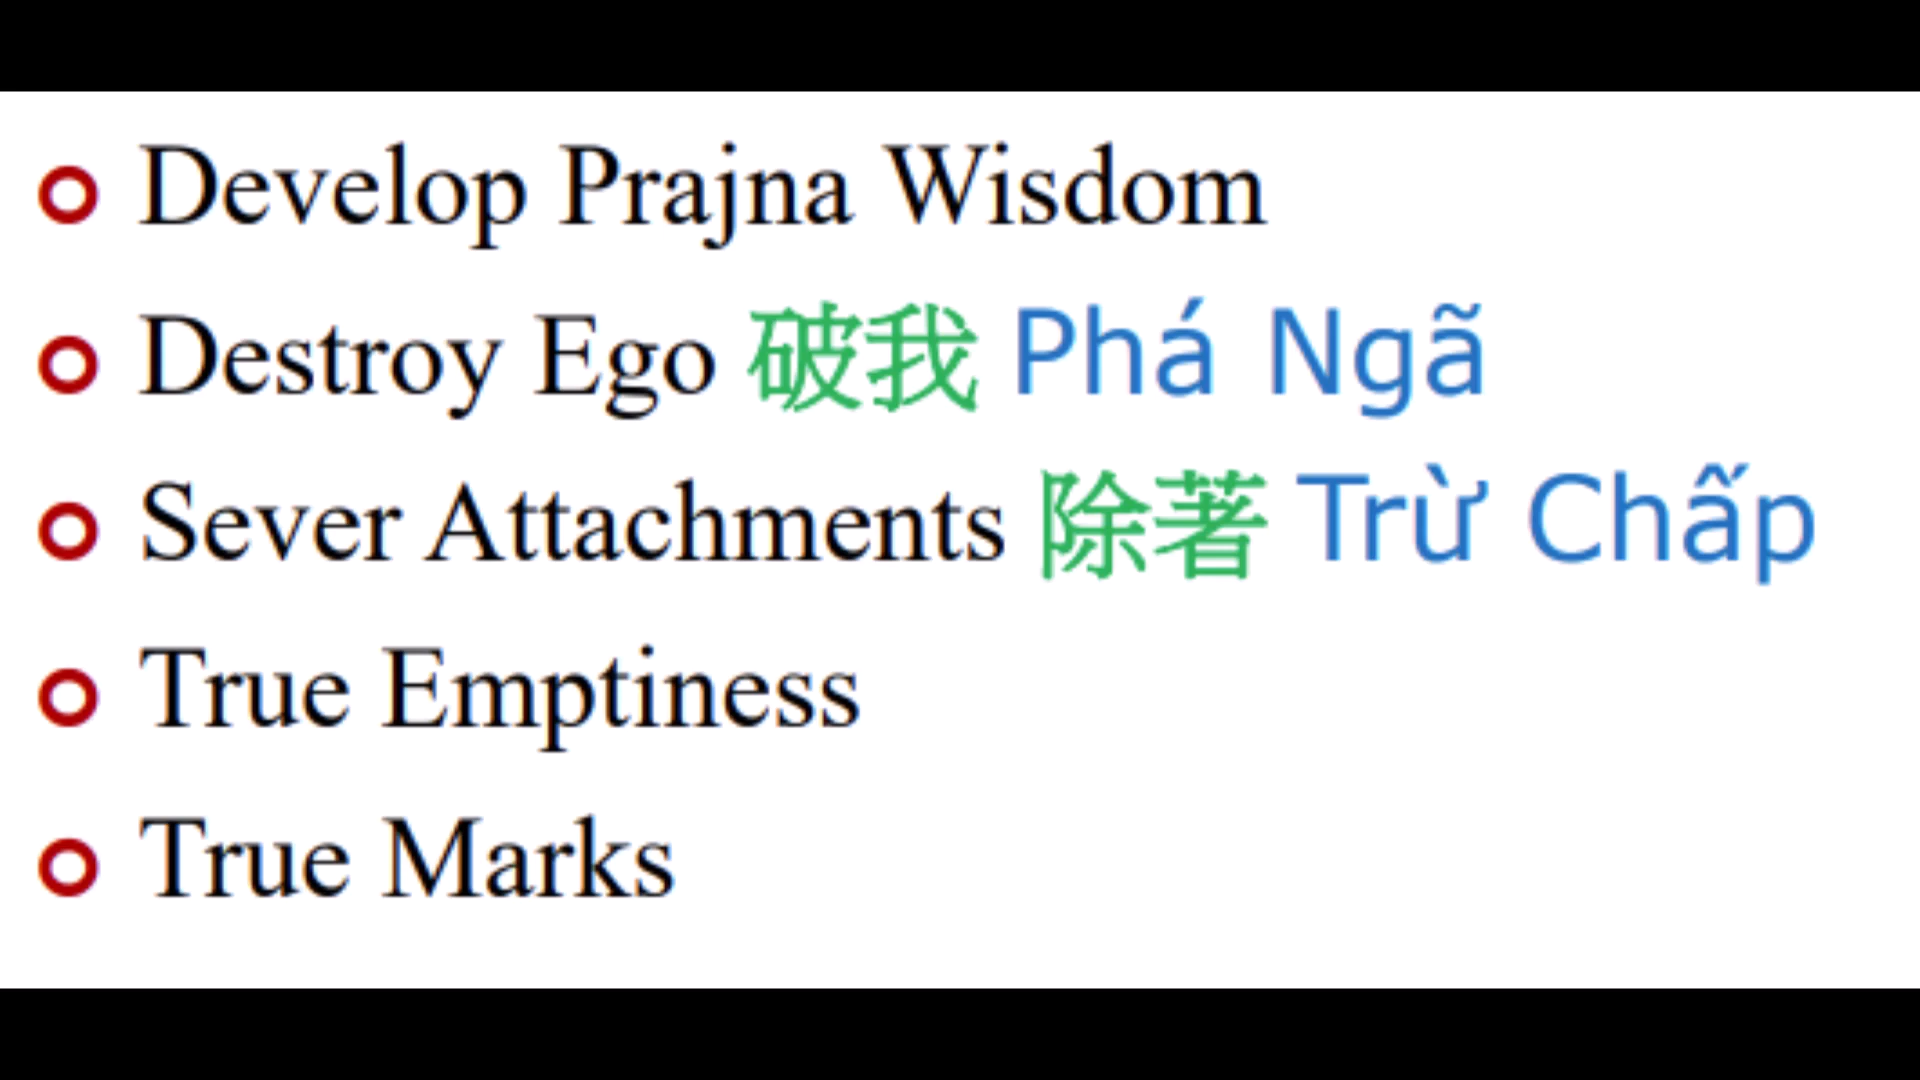 Develop Prajna Wisdom
Destroy Ego 破我 Phá Ngã
Sever Attachments 除著 Trừ Chấp
True Emptiness
True Marks